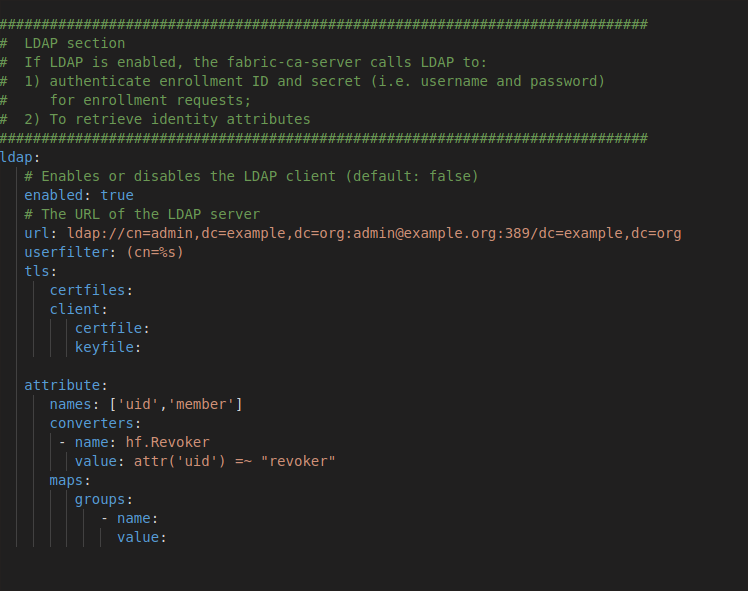 #############################################################################
#  LDAP section
#  If LDAP is enabled, the fabric-ca-server calls LDAP to:
#  1) authenticate enrollment ID and secret (i.e. username and password)
#     for enrollment requests;
#  2) To retrieve identity attributes
#############################################################################
ldap:
   # Enables or disables the LDAP client (default: false)
   enabled: true
   # The URL of the LDAP server
   url: ldap://cn=admin,dc=example,dc=org:admin@example.org:389/dc=example,dc=org
   userfilter: (cn=%s)
   tls:
      certfiles:
      client:
         certfile:
         keyfile:

   attribute:
      names: ['uid','member']
      converters:
       - name: hf.Revoker
         value: attr('uid') =~ "revoker"
      maps:
         groups:
            - name:
              value: